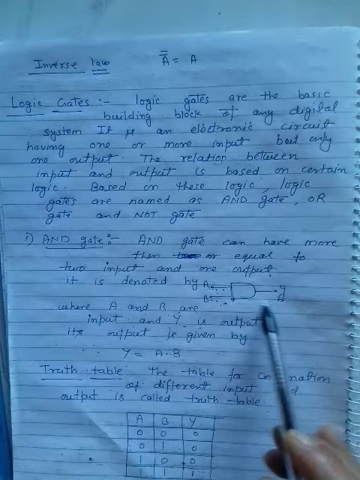 Inverse law A̿ = A
Logic Gates :- logic gates are the basic
building block of any digital
system It is an electronic circuit
having one or more input but only
one output. The relation between
input and output is based on certain
logic. Based on these logic, logic
gates are named as AND gate, OR
gate and NOT gate
i) AND gate :- AND gate can have more
then or equal to
two input and one output.
it is denoted by A B Y
where A and B are
input and Y is output
Its output is given by
Y = A·B
Truth table: The table for
of different input
output is called truth-table.
A B Y
0 0 0
0 1 0
1 0 0
1 1 1